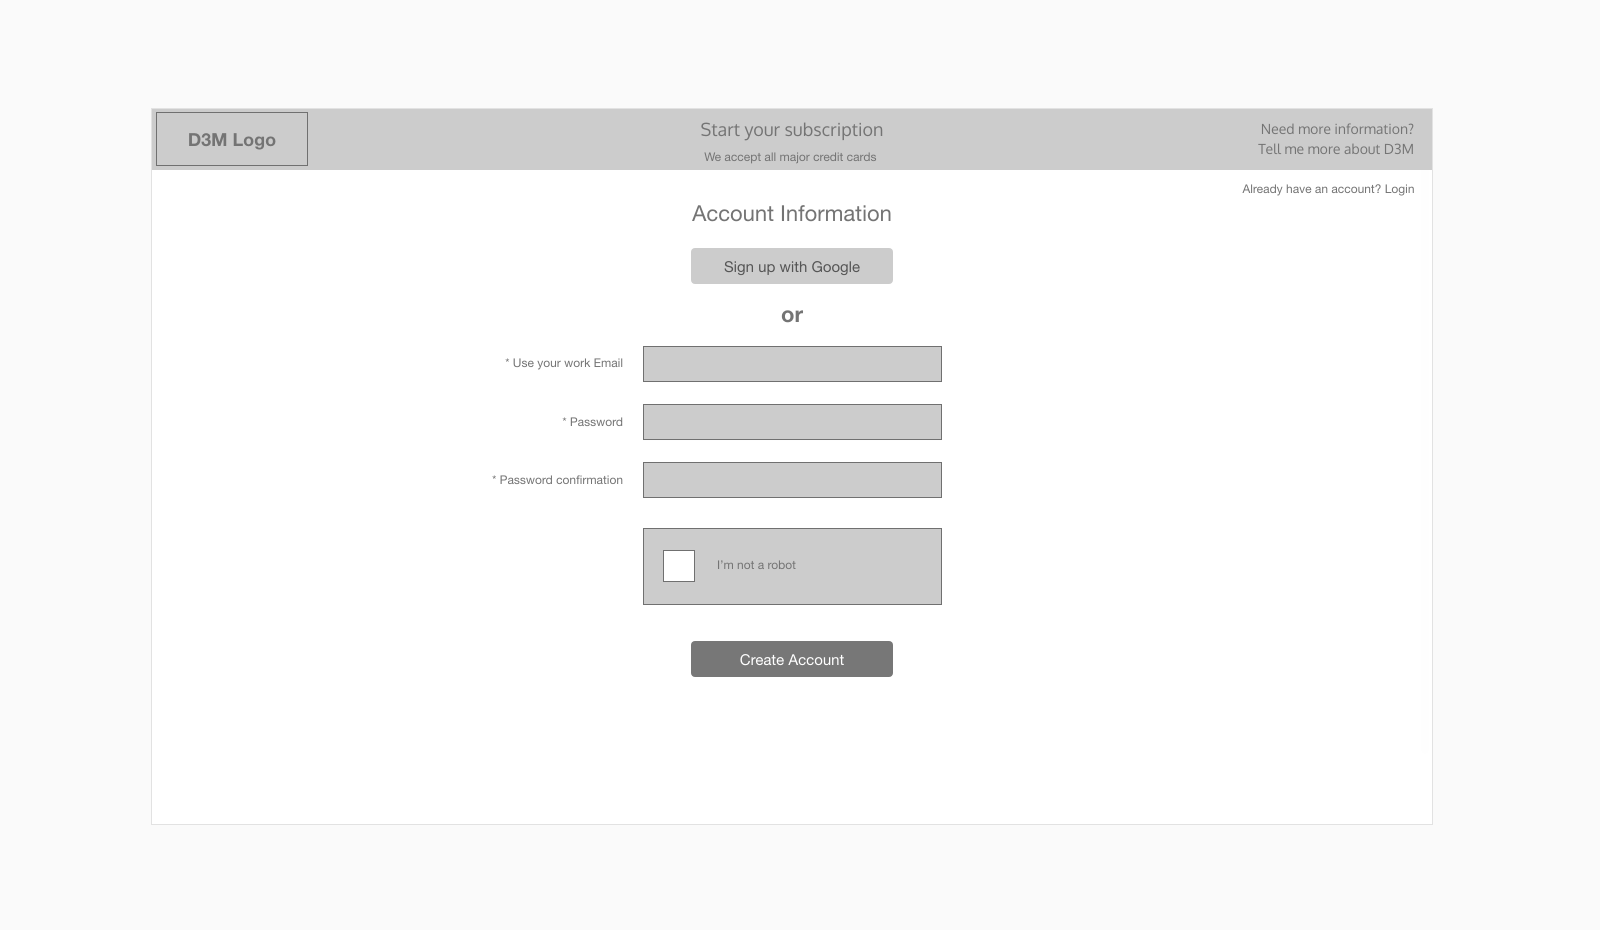 D3M Logo
Start your subscription
We accept all major credit cards
Need more information?
Tell me more about D3M
Already have an account? Login
Account Information
Sign up with Google
or
* Use your work Email
* Password
* Password confirmation
I'm not a robot
Create Account